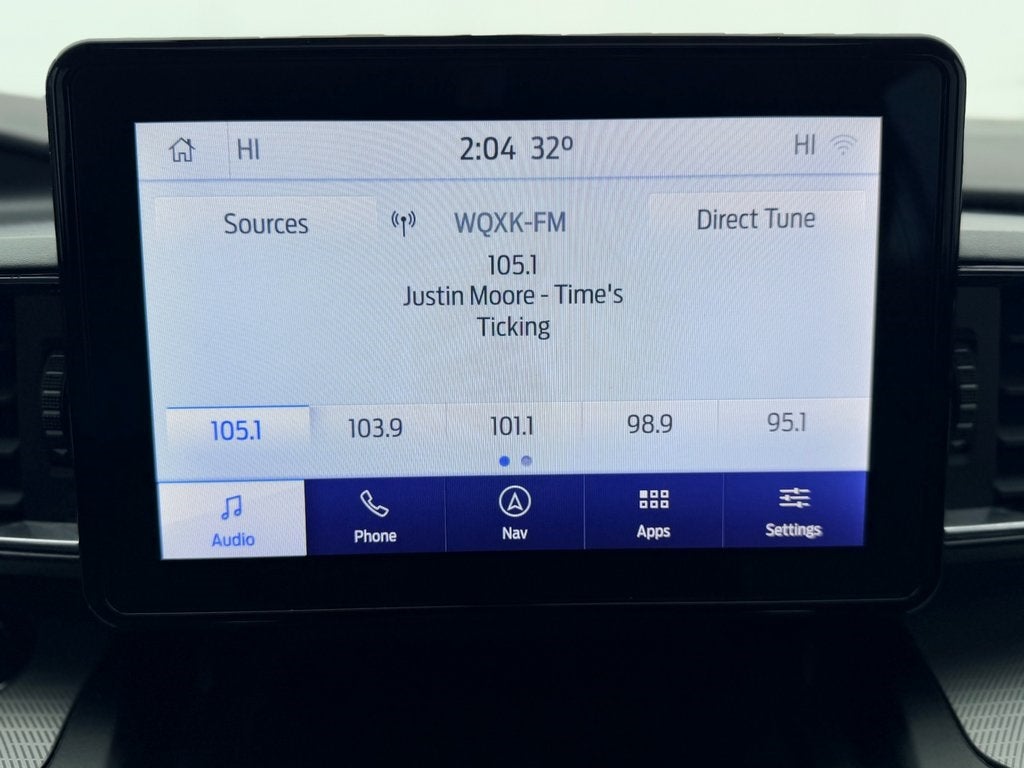 HI 2:04 32° HI
Sources WQXK-FM Direct Tune
105.1
Justin Moore - Time's
Ticking
105.1 103.9 101.1 98.9 95.1
Audio Phone Nav Apps Settings